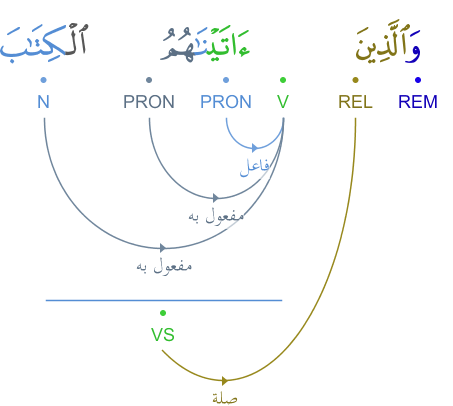 وَٱلَّذِينَ ءَاتَيْنَـٰهُمُ ٱلْكِتَـٰبَ
REM REL V PRON PRON N
فاعل
مفعول به
مفعول به
VS
صلة